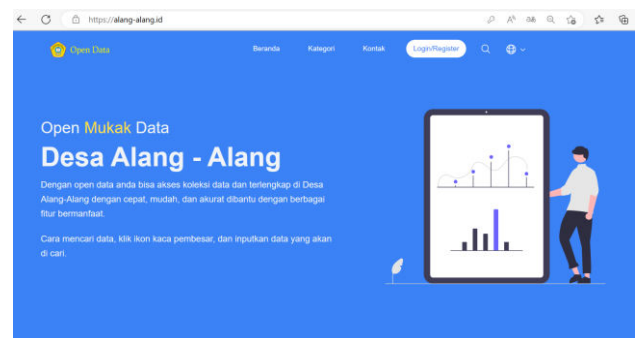 https://alang-alang.id
Open Data
Beranda Kategori Kontak Login/Register
Open Mukak Data
Desa Alang - Alang
Dengan open data anda bisa akses koleksi data dan terlengkap di Desa
Alang-Alang dengan cepat, mudah, dan akurat dibantu dengan berbagai
fitur bermanfaat.
Cara mencari data, klik ikon kaca pembesar, dan inputkan data yang akan
di cari.